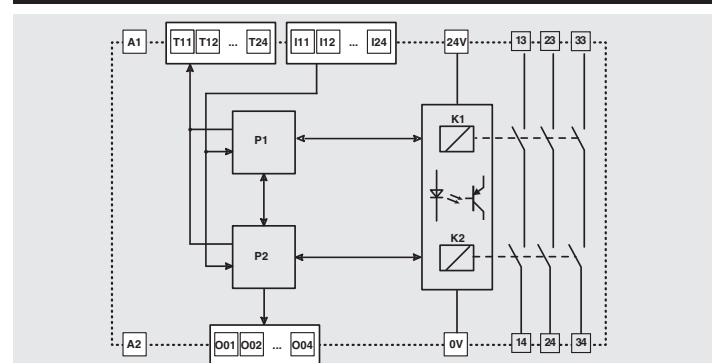 A1 T11 T12 ... T24 I11 I12 ... I24 24V 13 23 33
K1
P1
K2
P2
A2 O01 O02 ... O04 0V 14 24 34